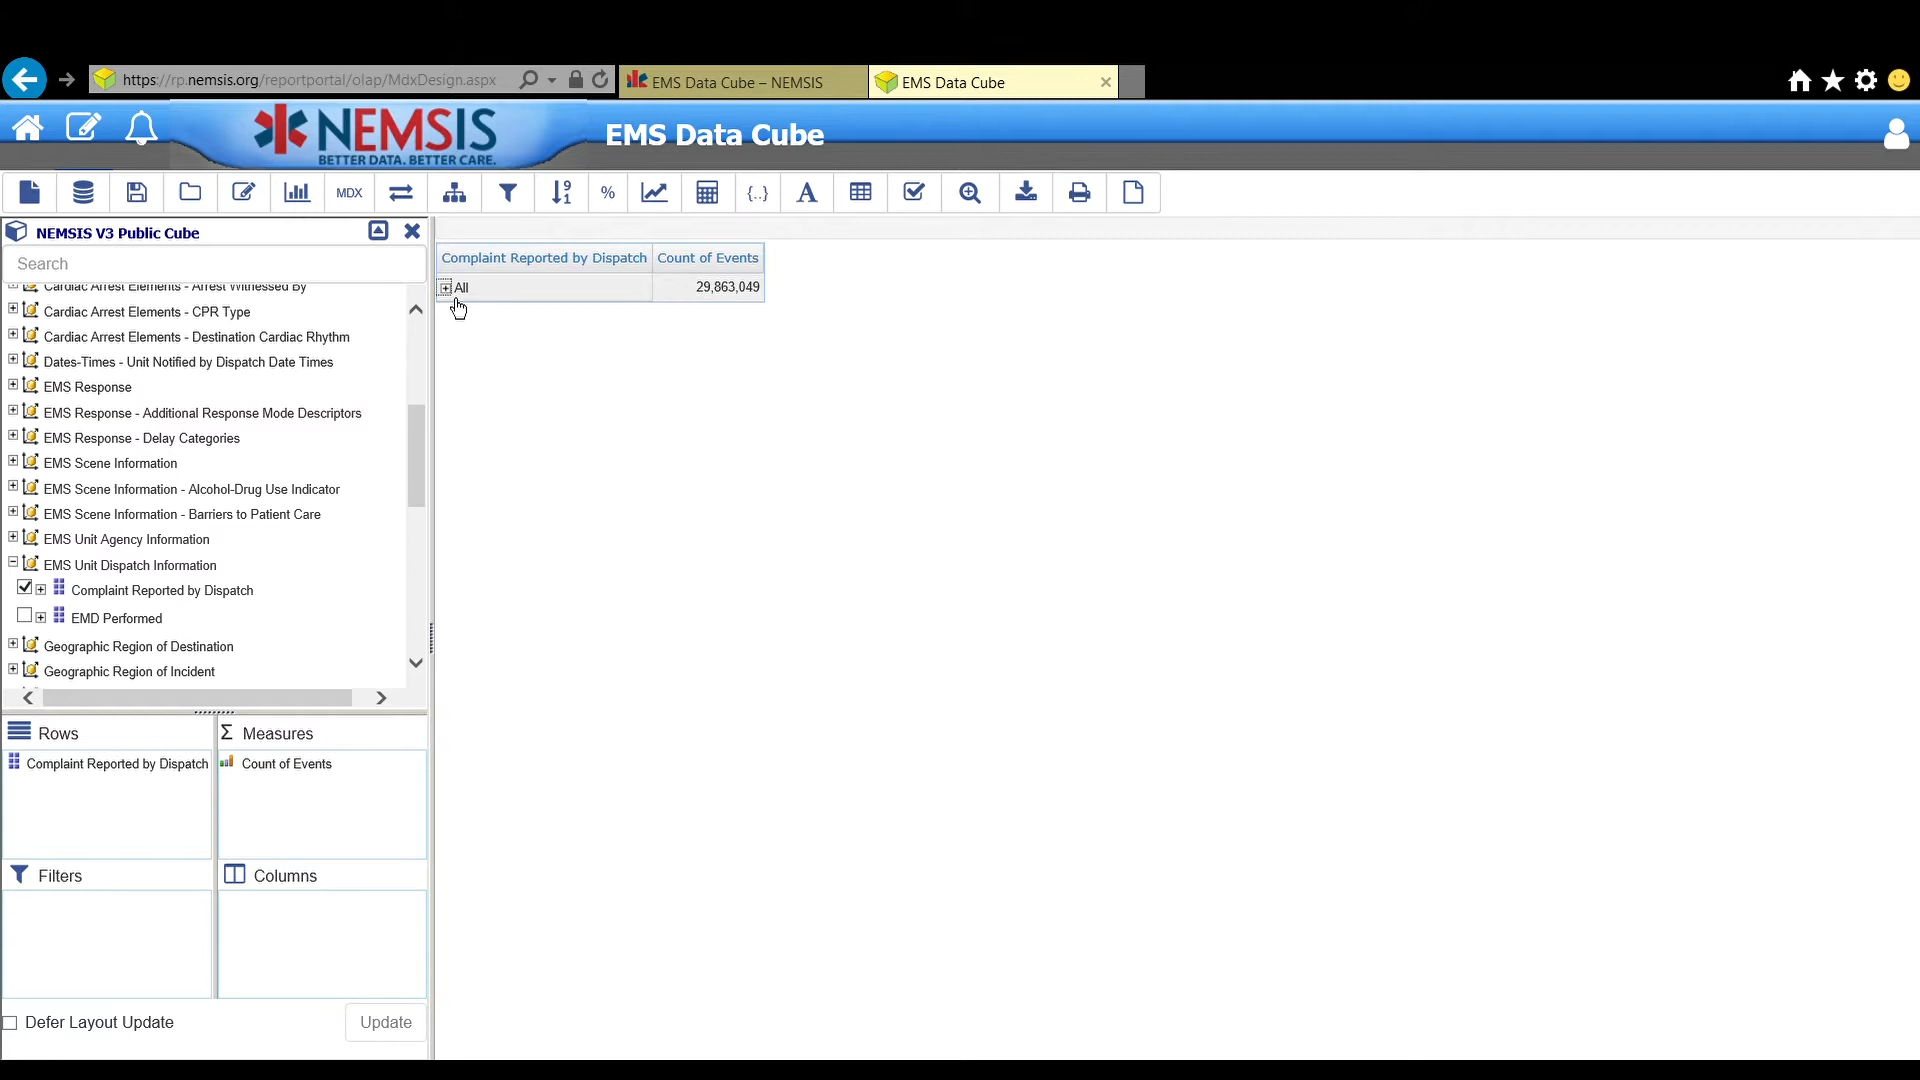 https://rp.nemsis.org/reportportal/olap/MdxDesign.aspx
EMS Data Cube – NEMSIS
EMS Data Cube
NEMSIS
BETTER DATA. BETTER CARE.
EMS Data Cube
MDX
%
{..}
A
NEMSIS V3 Public Cube
Search
Cardiac Arrest Elements - Arrest Witnessed By
Cardiac Arrest Elements - CPR Type
Cardiac Arrest Elements - Destination Cardiac Rhythm
Dates-Times - Unit Notified by Dispatch Date Times
EMS Response
EMS Response - Additional Response Mode Descriptors
EMS Response - Delay Categories
EMS Scene Information
EMS Scene Information - Alcohol-Drug Use Indicator
EMS Scene Information - Barriers to Patient Care
EMS Unit Agency Information
EMS Unit Dispatch Information
Complaint Reported by Dispatch
EMD Performed
Geographic Region of Destination
Geographic Region of Incident
Complaint Reported by Dispatch Count of Events
All 29,863,049
Rows
Complaint Reported by Dispatch
Σ Measures
Count of Events
Filters
Columns
Defer Layout Update
Update